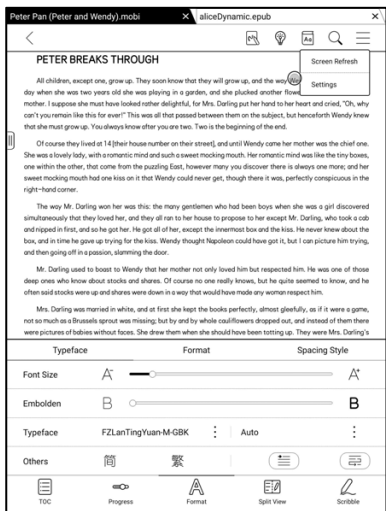 Peter Pan (Peter and Wendy).mobi × aliceDynamic.epub ×
Aa
Screen Refresh
Settings
PETER BREAKS THROUGH
All children, except one, grow up. They soon know that they will grow up, and the way We
day when she was two years old she was playing in a garden, and she plucked another flower
mother. I suppose she must have looked rather delightful, for Mrs. Darling put her hand to her heart and cried, "Oh, why
can't you remain like this for ever!" This was all that passed between them on the subject, but henceforth Wendy knew
that she must grow up. You always know after you are two. Two is the beginning of the end.
Of course they lived at 14 [their house number on their street], and until Wendy came her mother was the chief one.
She was a lovely lady, with a romantic mind and such a sweet mocking mouth. Her romantic mind was like the tiny boxes,
one within the other, that come from the puzzling East, however many you discover there is always one more; and her
sweet mocking mouth had one kiss on it that Wendy could never get, though there it was, perfectly conspicuous in the
right-hand corner.
The way Mr. Darling won her was this: the many gentlemen who had been boys when she was a girl discovered
simultaneously that they loved her, and they all ran to her house to propose to her except Mr. Darling, who took a cab
and nipped in first, and so he got her. He got all of her, except the innermost box and the kiss. He never knew about the
box, and in time he gave up trying for the kiss. Wendy thought Napoleon could have got it, but I can picture him trying,
and then going off in a passion, slamming the door.
Mr. Darling used to boast to Wendy that her mother not only loved him but respected him. He was one of those
deep ones who know about stocks and shares. Of course no one really knows, but he quite seemed to know, and he
often said stocks were up and shares were down in a way that would have made any woman respect him.
Mrs. Darling was married in white, and at first she kept the books perfectly, almost gleefully, as if it were a game,
not so much as a Brussels sprout was missing; but by and by whole cauliflowers dropped out, and instead of them there
were pictures of babies without faces. She drew them when she should have been totting up. They were Mrs. Darling's
Typeface Format Spacing Style
Font Size A- A+
Embolden B B
Typeface FZLanTingYuan-M-GBK Auto
Others 简 繁
TOC Progress Format Split View Scribble